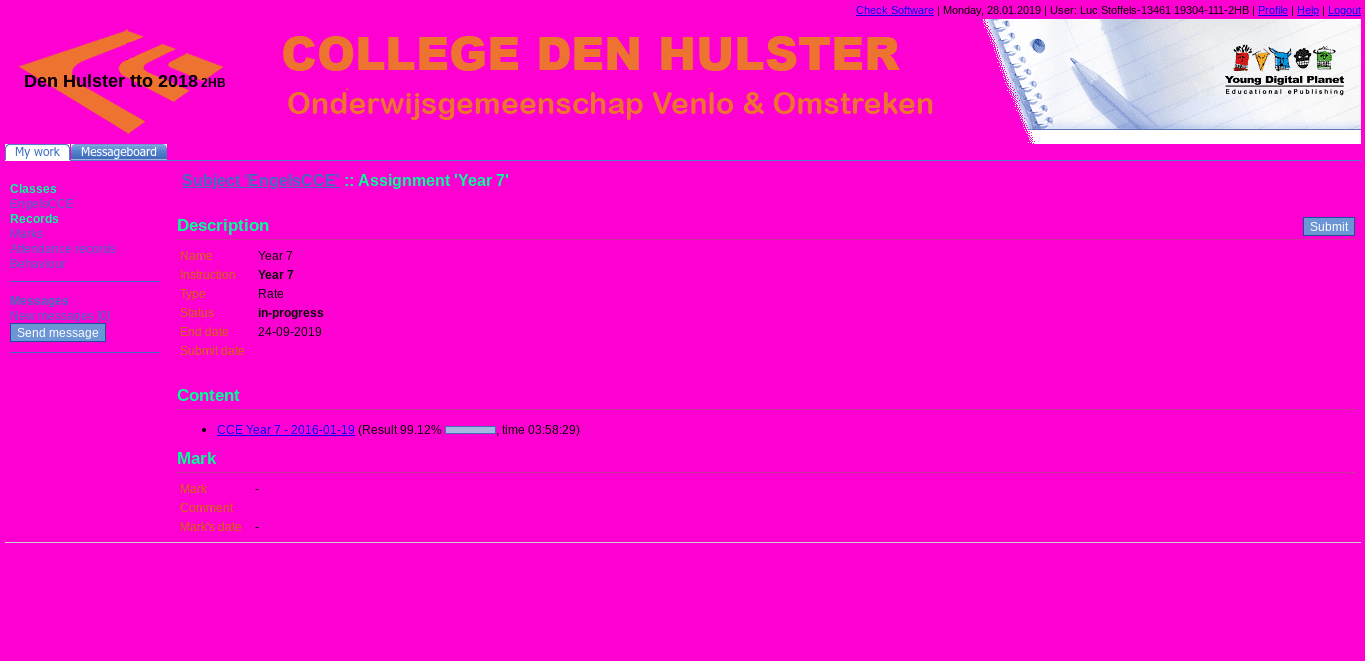 Check Software | Monday, 28.01.2019 | User: Luc Stoffels-13461 19304-111-2HB | Profile | Help | Logout
Den Hulster tto 2018 2HB
COLLEGE DEN HULSTER
Onderwijsgemeenschap Venlo & Omstreken
Young Digital Planet
Educational ePublishing
My work Messageboard
Subject 'EngelsCCE' :: Assignment 'Year 7'
Classes
EngelsCCE
Records
Marks
Attendance records
Behavior
Messages
New messages [0]
Send message
Description
Submit
Name Year 7
Instruction Year 7
Type Rate
Status in-progress
End date 24-09-2019
Submit date
Content
• CCE Year 7 - 2016-01-19 (Result 99.12% , time 03:58:29)
Mark
Mark -
Comment
Mark's date -